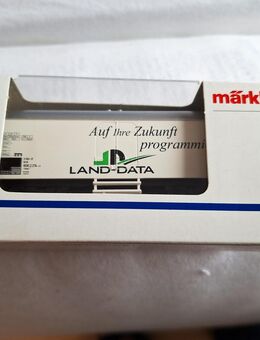 märk
Auf Ihre Zukunft
programmi
LAND-DATA